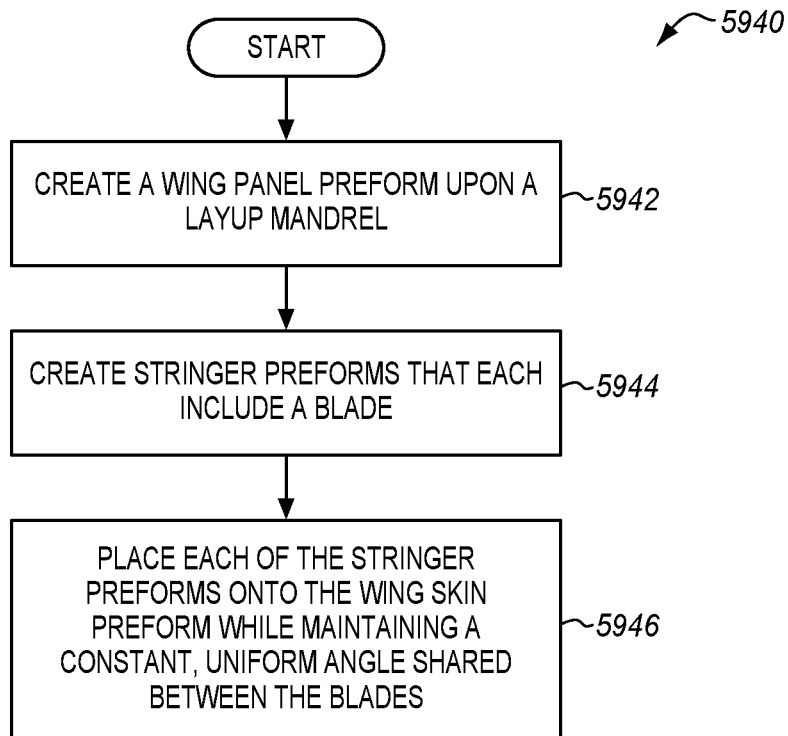 START
5940
CREATE A WING PANEL PREFORM UPON A
LAYUP MANDREL
5942
CREATE STRINGER PREFORMS THAT EACH
INCLUDE A BLADE
5944
PLACE EACH OF THE STRINGER
PREFORMS ONTO THE WING SKIN
PREFORM WHILE MAINTAINING A
CONSTANT, UNIFORM ANGLE SHARED
BETWEEN THE BLADES
5946